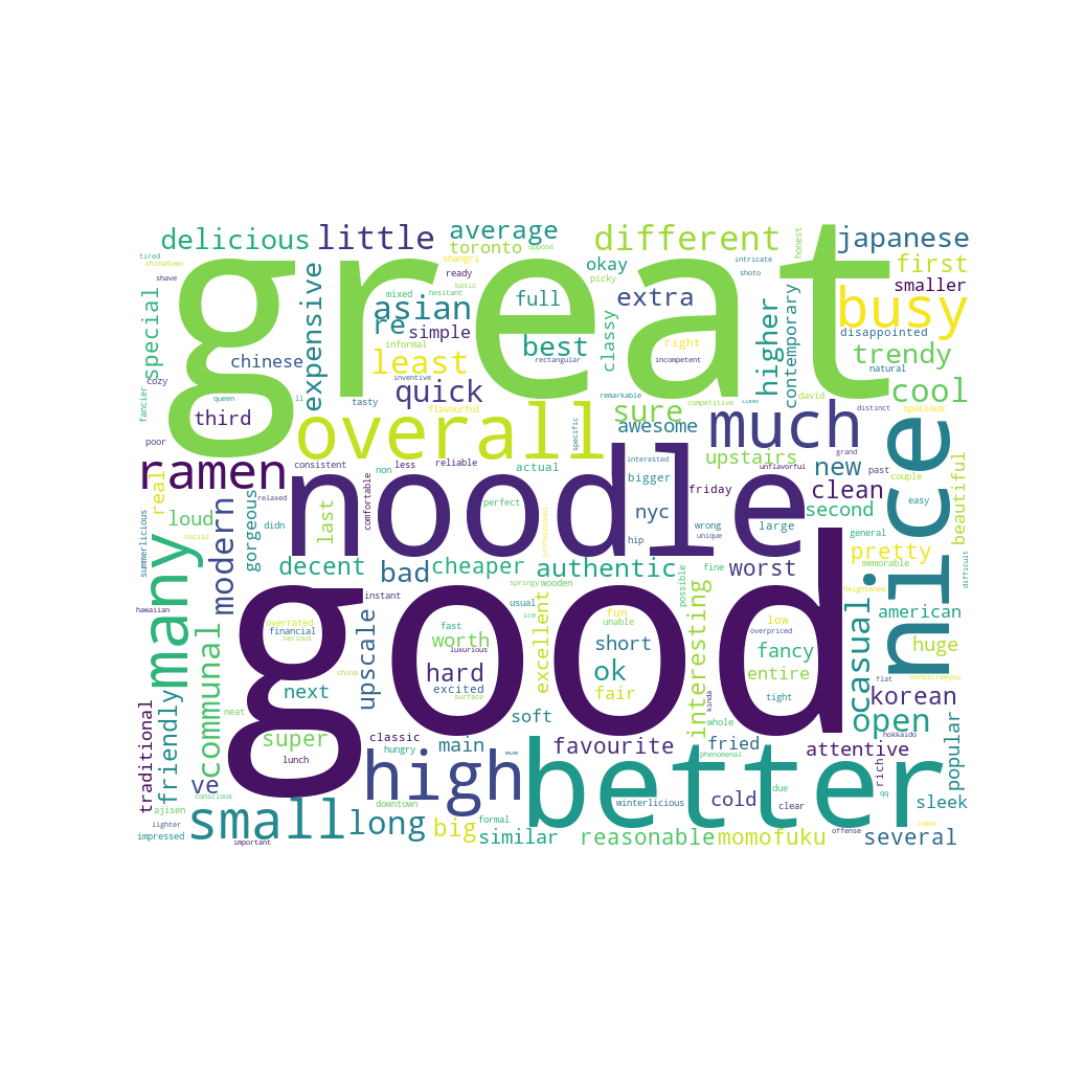 great
good
noodle
nice
better
overall
high
busy
much
many
ramen
small
little
different
japanese
delicious
average
toronto
special
expensive
asian
re
okay
extra
full
simple
best
classy
higher
contemporary
first
smaller
disappointed
trendy
natural
cool
least
quick
chinese
third
sure
awesome
upstairs
new
clean
second
beautiful
spacious
real
loud
modern
gorgeous
last
decent
bad
cheaper
authentic
worst
pretty
memorable
american
huge
korean
open
casual
interesting
fancy
entire
fair
ok
short
hard
worth
excited
excellent
upscale
communal
friendly
traditional
next
super
ve
long
big
similar
reasonable
momofuku
several
sleek
popular
attentive
rich
cold
fried
favourite
main
soft
classic
hungry
lunch
impressed
ajisen
lighter
important
conscious
downtown
formal
winterlicious
clear
due
offense
lower
qq
hokkaido
phenomenal
whole
kinda
surface
luxurious
fast
usual
instant
overrated
financial
serious
neat
china
hawaiian
summerlicious
social
didn
relaxed
consistent
non
less
reliable
comfortable
actual
perfect
professional
hip
nyc
bigger
friday
wrong
unique
large
interested
unflavorful
past
couple
grand
easy
general
difficult
heightened
flat
possible
fine
wooden
springy
fun
unable
low
overpriced
tight
ice
tired
chinatown
shave
cozy
fancier
poor
queen
ll
tasty
mixed
informal
inventive
flavourful
basic
hesitant
shangri
ready
oppose
picky
rectangular
incompetent
right
remarkable
competitive
specific
david
distinct
intricate
shoto
honest